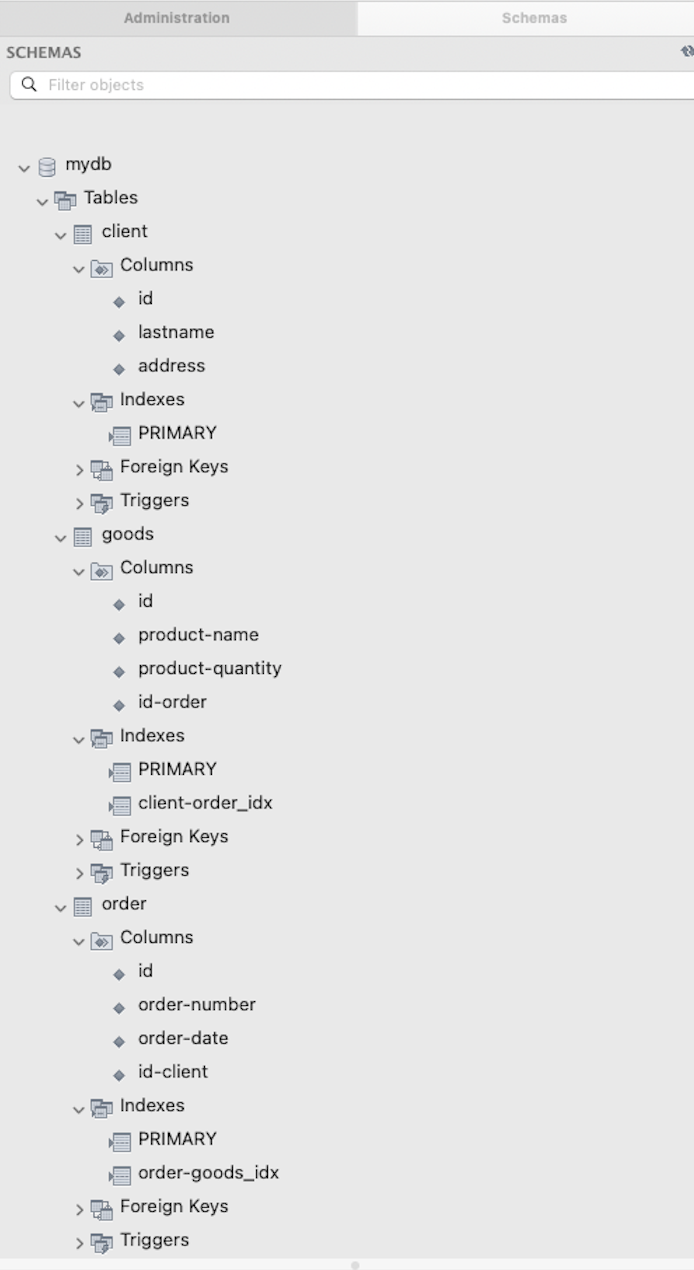 Administration Schemas
SCHEMAS
Filter objects
mydb
Tables
client
Columns
id
lastname
address
Indexes
PRIMARY
Foreign Keys
Triggers
goods
Columns
id
product-name
product-quantity
id-order
Indexes
PRIMARY
client-order_idx
Foreign Keys
Triggers
order
Columns
id
order-number
order-date
id-client
Indexes
PRIMARY
order-goods_idx
Foreign Keys
Triggers